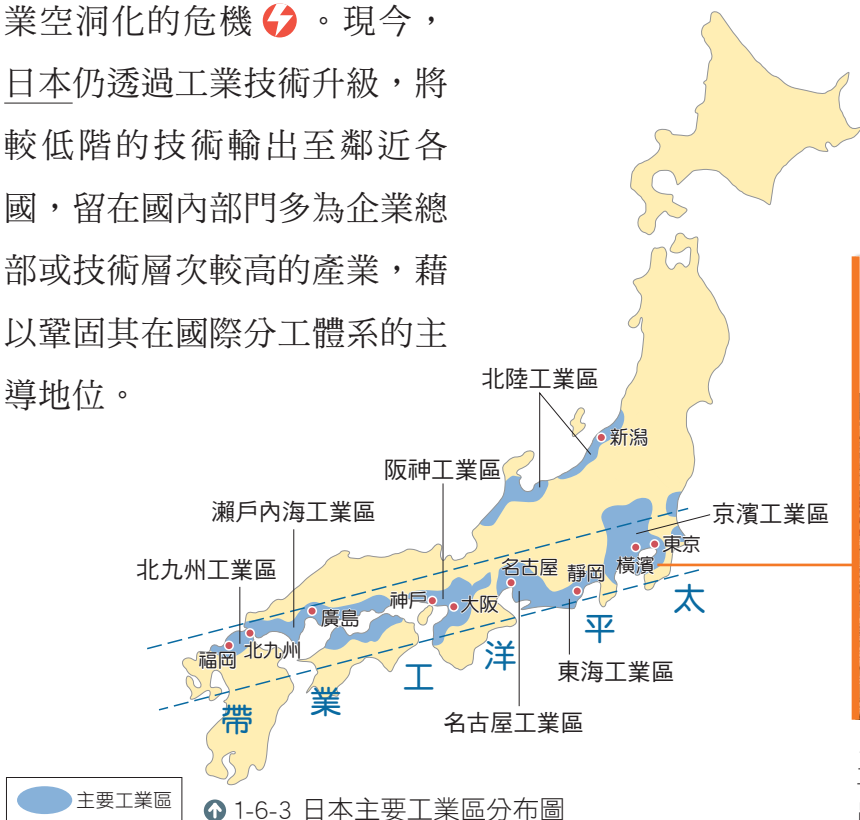 業空洞化的危機。現今，
日本仍透過工業技術升級，將
較低階的技術輸出至鄰近各
國，留在國內部門多為企業總
部或技術層次較高的產業，藉
以鞏固其在國際分工體系的主
導地位。
北陸工業區
新潟
阪神工業區
瀨戶內海工業區
京濱工業區
北九州工業區
東京
橫濱
名古屋
靜岡
神戶
大阪
廣島
北九州
福岡
太平洋工業帶
東海工業區
名古屋工業區
主要工業區
1-6-3 日本主要工業區分布圖